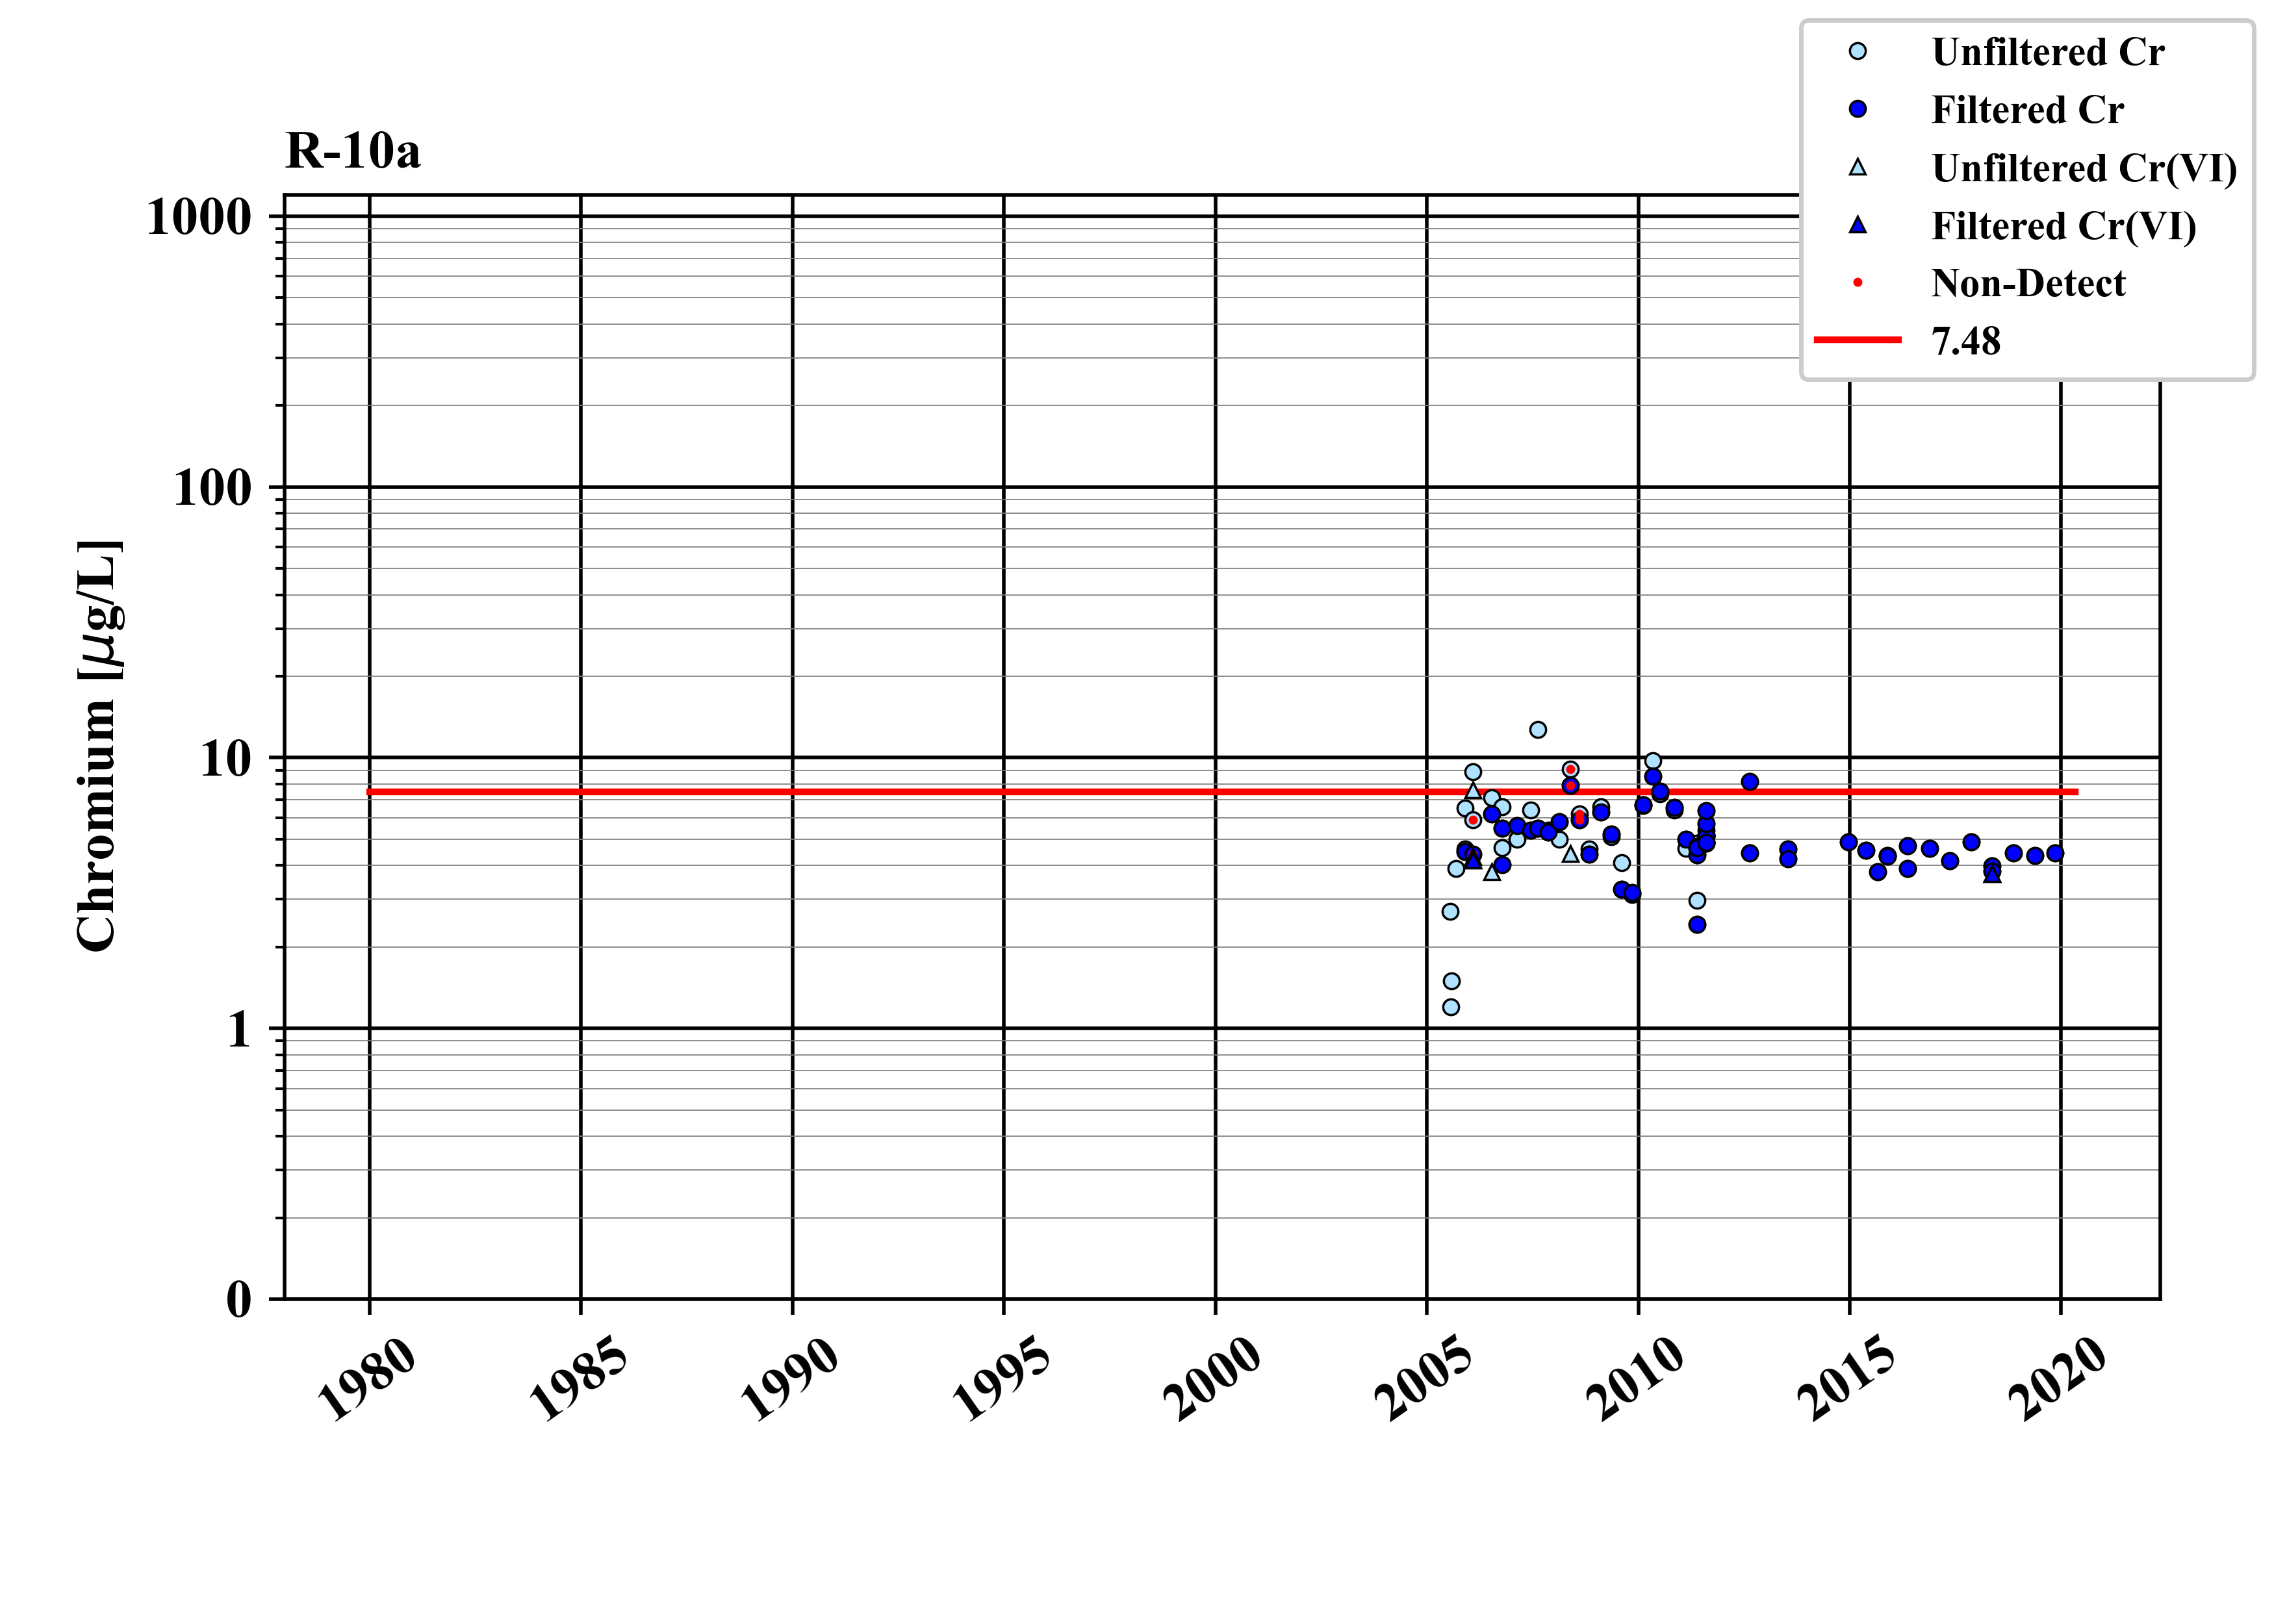 Unfiltered Cr
Filtered Cr
Unfiltered Cr(VI)
Filtered Cr(VI)
Non-Detect
7.48
R-10a
1000
100
10
1
0
Chromium [μg/L]
1980
1985
1990
1995
2000
2005
2010
2015
2020